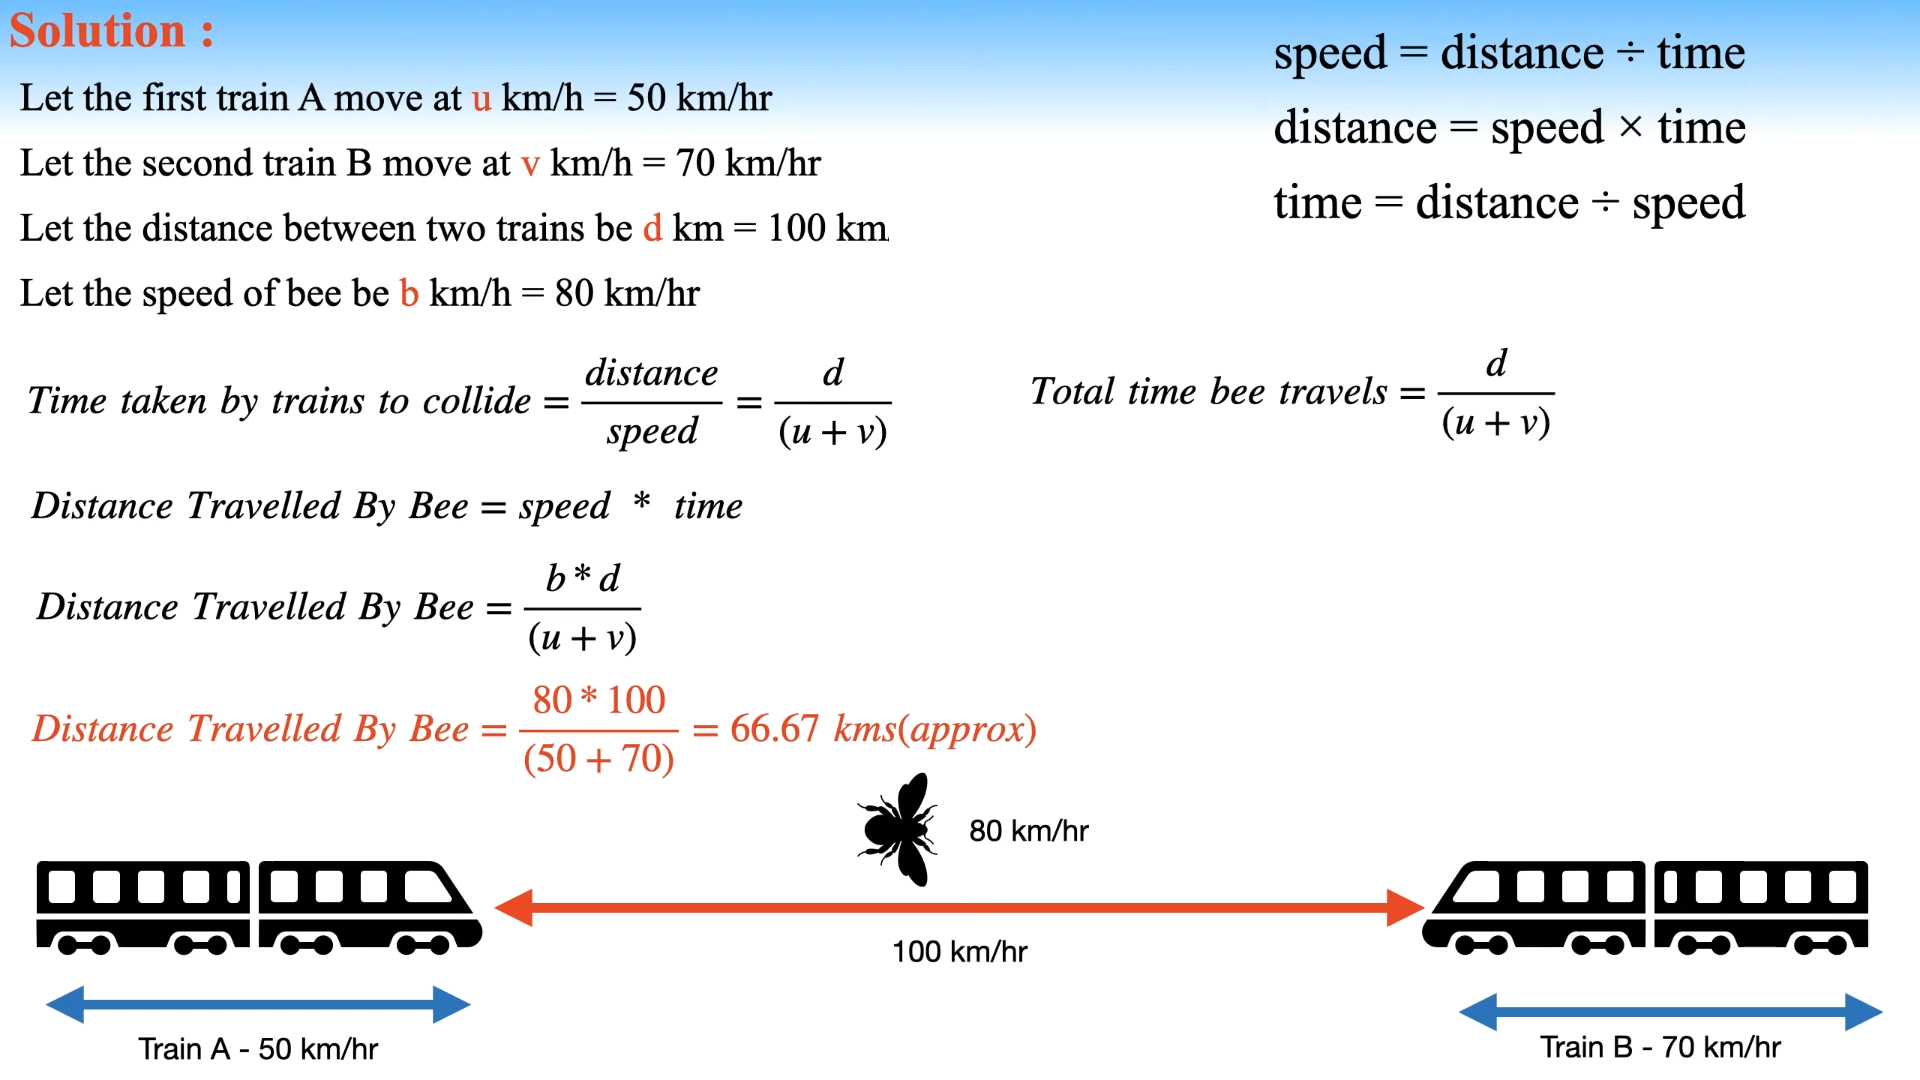 Solution :
Let the first train A move at u km/h = 50 km/hr
Let the second train B move at v km/h = 70 km/hr
Let the distance between two trains be d km = 100 km
Let the speed of bee be b km/h = 80 km/hr
speed = distance ÷ time
distance = speed × time
time = distance ÷ speed
Time taken by trains to collide = distance / speed = d / (u + v)
Total time bee travels = d / (u + v)
Distance Travelled By Bee = speed * time
Distance Travelled By Bee = b * d / (u + v)
Distance Travelled By Bee = 80 * 100 / (50 + 70) = 66.67 kms(approx)
80 km/hr
100 km/hr
Train A - 50 km/hr
Train B - 70 km/hr